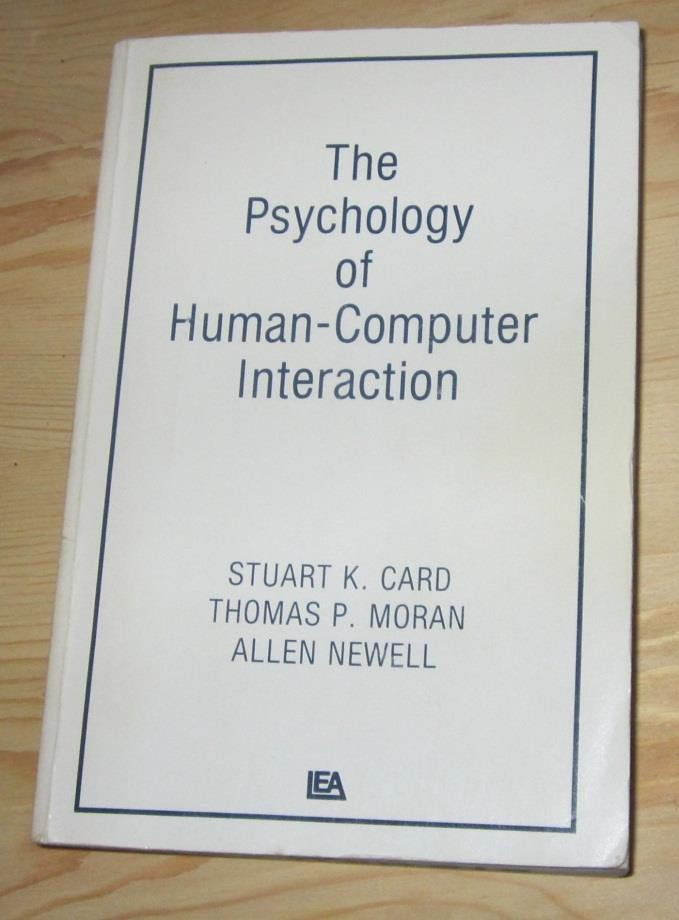 The
Psychology
of
Human-Computer
Interaction
STUART K. CARD
THOMAS P. MORAN
ALLEN NEWELL
LEA